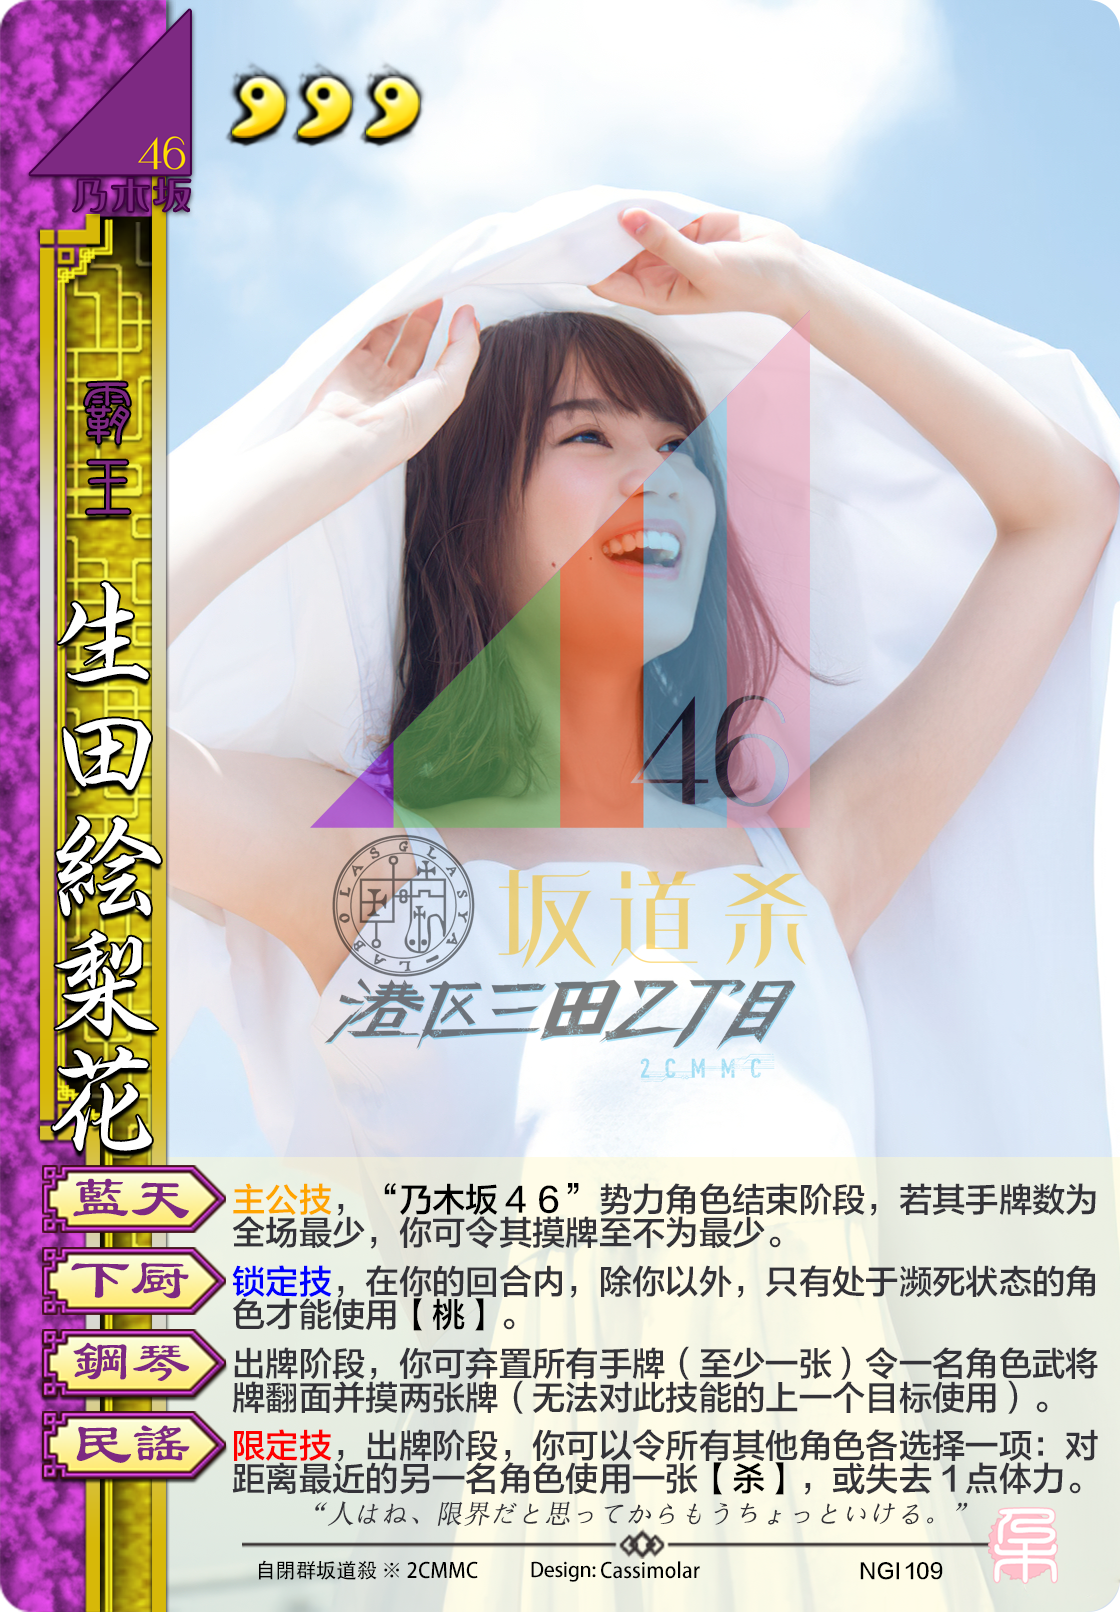 46
乃木坂
霸王
生田絵梨花
46
GLASYA-LABOLAS
坂道杀
港区三田乙丁目
2CMMC
藍天
主公技，“乃木坂46”势力角色结束阶段，若其手牌数为
全场最少，你可令其摸牌至不为最少。
下厨
锁定技，在你的回合内，除你以外，只有处于濒死状态的角
色才能使用【桃】。
鋼琴
出牌阶段，你可弃置所有手牌（至少一张）令一名角色武将
牌翻面并摸两张牌（无法对此技能的上一个目标使用）。
民謠
限定技，出牌阶段，你可以令所有其他角色各选择一项：对
距离最近的另一名角色使用一张【杀】，或失去1点体力。
“人はね、限界だと思ってからもうちょっといける。”
自閉群坂道殺 ※ 2CMMC
Design: Cassimolar
NGI109